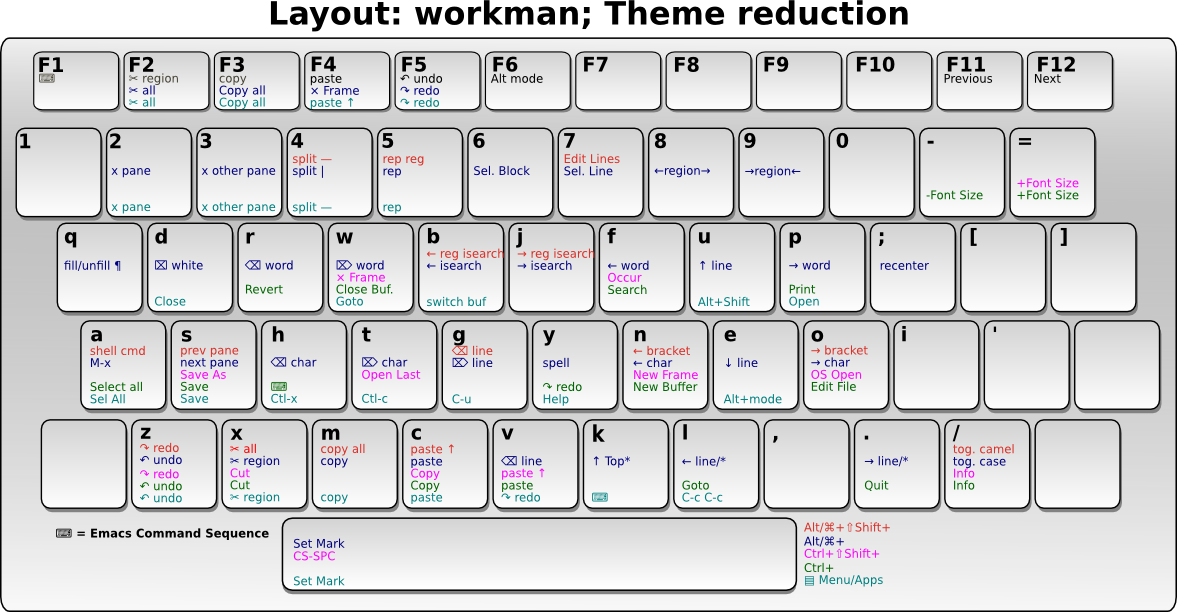 Layout: workman; Theme reduction
F1
⌨
F2
✂ region
✂ all
✂ all
F3
copy
Copy all
Copy all
F4
paste
× Frame
paste ↑
F5
↶ undo
↷ redo
↷ redo
F6
Alt mode
F7
F8
F9
F10
F11
Previous
F12
Next
1
2
x pane
x pane
3
x other pane
x other pane
4
split —
split |
split —
5
rep reg
rep
rep
6
Sel. Block
7
Edit Lines
Sel. Line
8
←region→
9
→region←
0
-
-Font Size
=
+Font Size
+Font Size
q
fill/unfill ¶
d
⌧ white
Close
r
⌫ word
Revert
w
⌦ word
× Frame
Close Buf.
Goto
b
← reg isearch
← isearch
switch buf
j
→ reg isearch
→ isearch
f
← word
Occur
Search
u
↑ line
Alt+Shift
p
→ word
Print
Open
;
recenter
[
]
a
shell cmd
M-x
Select all
Sel All
s
prev pane
next pane
Save As
Save
Save
h
⌫ char
⌨
Ctl-x
t
⌦ char
Open Last
Ctl-c
g
⌫ line
⌦ line
C-u
y
spell
↷ redo
Help
n
← bracket
← char
New Frame
New Buffer
e
↓ line
Alt+mode
o
→ bracket
→ char
OS Open
Edit File
i
'
z
↷ redo
↶ undo
↷ redo
↶ undo
↶ undo
x
✂ all
✂ region
Cut
Cut
✂ region
m
copy all
copy
copy
c
paste ↑
paste
Copy
Copy
paste
v
⌫ line
paste ↑
paste
↷ redo
k
↑ Top*
⌨
l
← line/*
Goto
C-c C-c
,
.
→ line/*
Quit
/
tog. camel
tog. case
Info
Info
⌨ = Emacs Command Sequence
Set Mark
CS-SPC
Set Mark
Alt/⌘+⇧Shift+
Alt/⌘+
Ctrl+⇧Shift+
Ctrl+
▤ Menu/Apps